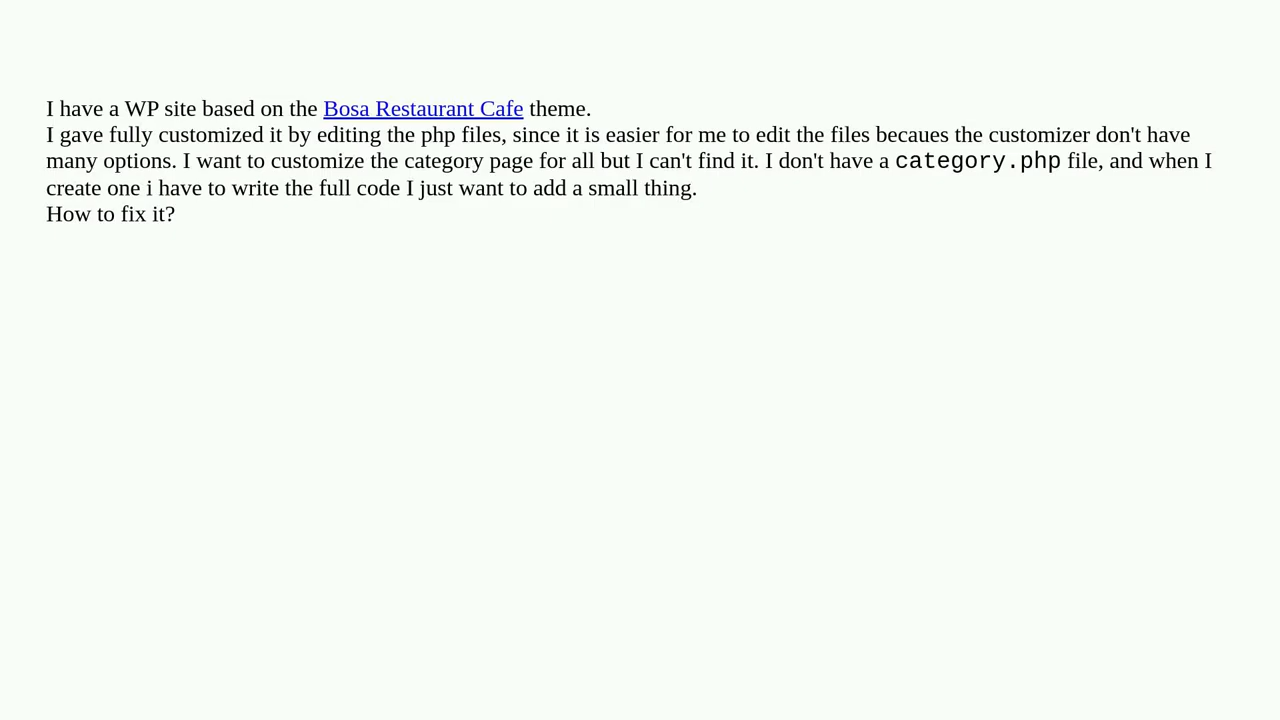 I have a WP site based on the Bosa Restaurant Cafe theme.
I gave fully customized it by editing the php files, since it is easier for me to edit the files becaues the customizer don't have
many options. I want to customize the category page for all but I can't find it. I don't have a category.php file, and when I
create one i have to write the full code I just want to add a small thing.
How to fix it?